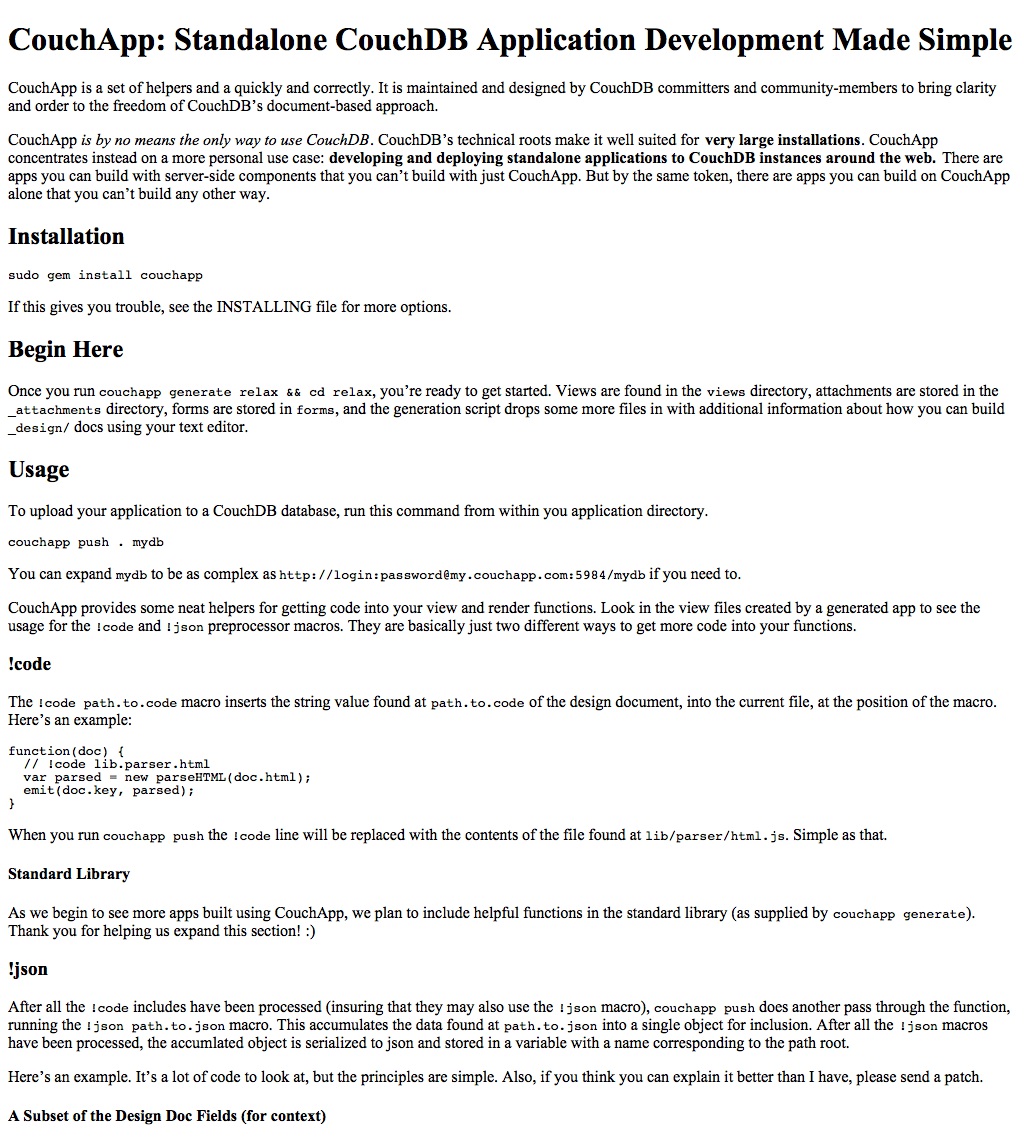 CouchApp: Standalone CouchDB Application Development Made Simple
CouchApp is a set of helpers and a quickly and correctly. It is maintained and designed by CouchDB committers and community-members to bring clarity
and order to the freedom of CouchDB's document-based approach.
CouchApp is by no means the only way to use CouchDB. CouchDB's technical roots make it well suited for very large installations. CouchApp
concentrates instead on a more personal use case: developing and deploying standalone applications to CouchDB instances around the web. There are
apps you can build with server-side components that you can't build with just CouchApp. But by the same token, there are apps you can build on CouchApp
alone that you can't build any other way.
Installation
sudo gem install couchapp
If this gives you trouble, see the INSTALLING file for more options.
Begin Here
Once you run couchapp generate relax && cd relax, you're ready to get started. Views are found in the views directory, attachments are stored in the
_attachments directory, forms are stored in forms, and the generation script drops some more files in with additional information about how you can build
_design/ docs using your text editor.
Usage
To upload your application to a CouchDB database, run this command from within you application directory.
couchapp push . mydb
You can expand mydb to be as complex as http://login:password@my.couchapp.com:5984/mydb if you need to.
CouchApp provides some neat helpers for getting code into your view and render functions. Look in the view files created by a generated app to see the
usage for the !code and !json preprocessor macros. They are basically just two different ways to get more code into your functions.
!code
The !code path.to.code macro inserts the string value found at path.to.code of the design document, into the current file, at the position of the macro.
Here's an example:
function(doc) {
  // !code lib.parser.html
  var parsed = new parseHTML(doc.html);
  emit(doc.key, parsed);
}
When you run couchapp push the !code line will be replaced with the contents of the file found at lib/parser/html.js. Simple as that.
Standard Library
As we begin to see more apps built using CouchApp, we plan to include helpful functions in the standard library (as supplied by couchapp generate).
Thank you for helping us expand this section! :)
!json
After all the !code includes have been processed (insuring that they may also use the !json macro), couchapp push does another pass through the function,
running the !json path.to.json macro. This accumulates the data found at path.to.json into a single object for inclusion. After all the !json macros
have been processed, the accumlated object is serialized to json and stored in a variable with a name corresponding to the path root.
Here's an example. It's a lot of code to look at, but the principles are simple. Also, if you think you can explain it better than I have, please send a patch.
A Subset of the Design Doc Fields (for context)